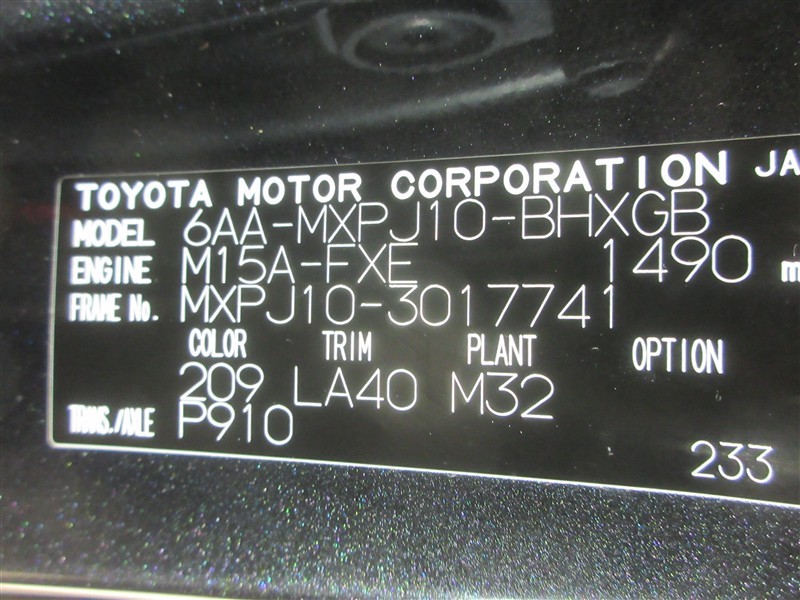 TOYOTA MOTOR CORPORATION JA
MODEL 6AA-MXPJ10-BHXGB
ENGINE M15A-FXE 1490 m
FRAME No. MXPJ10-3017741
COLOR TRIM PLANT OPTION
209 LA40 M32
TRANS./AXLE P910
233